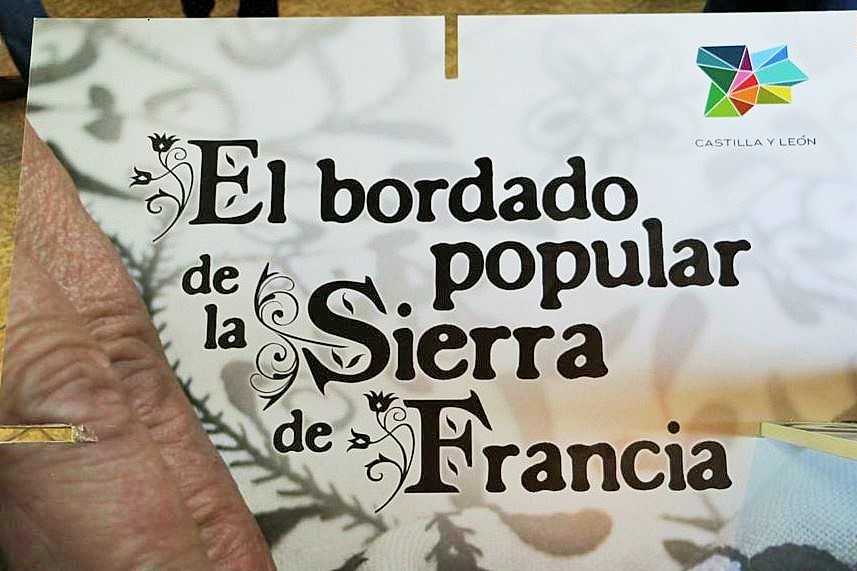 CASTILLA Y LEÓN
El bordado
popular
de la Sierra
de Francia